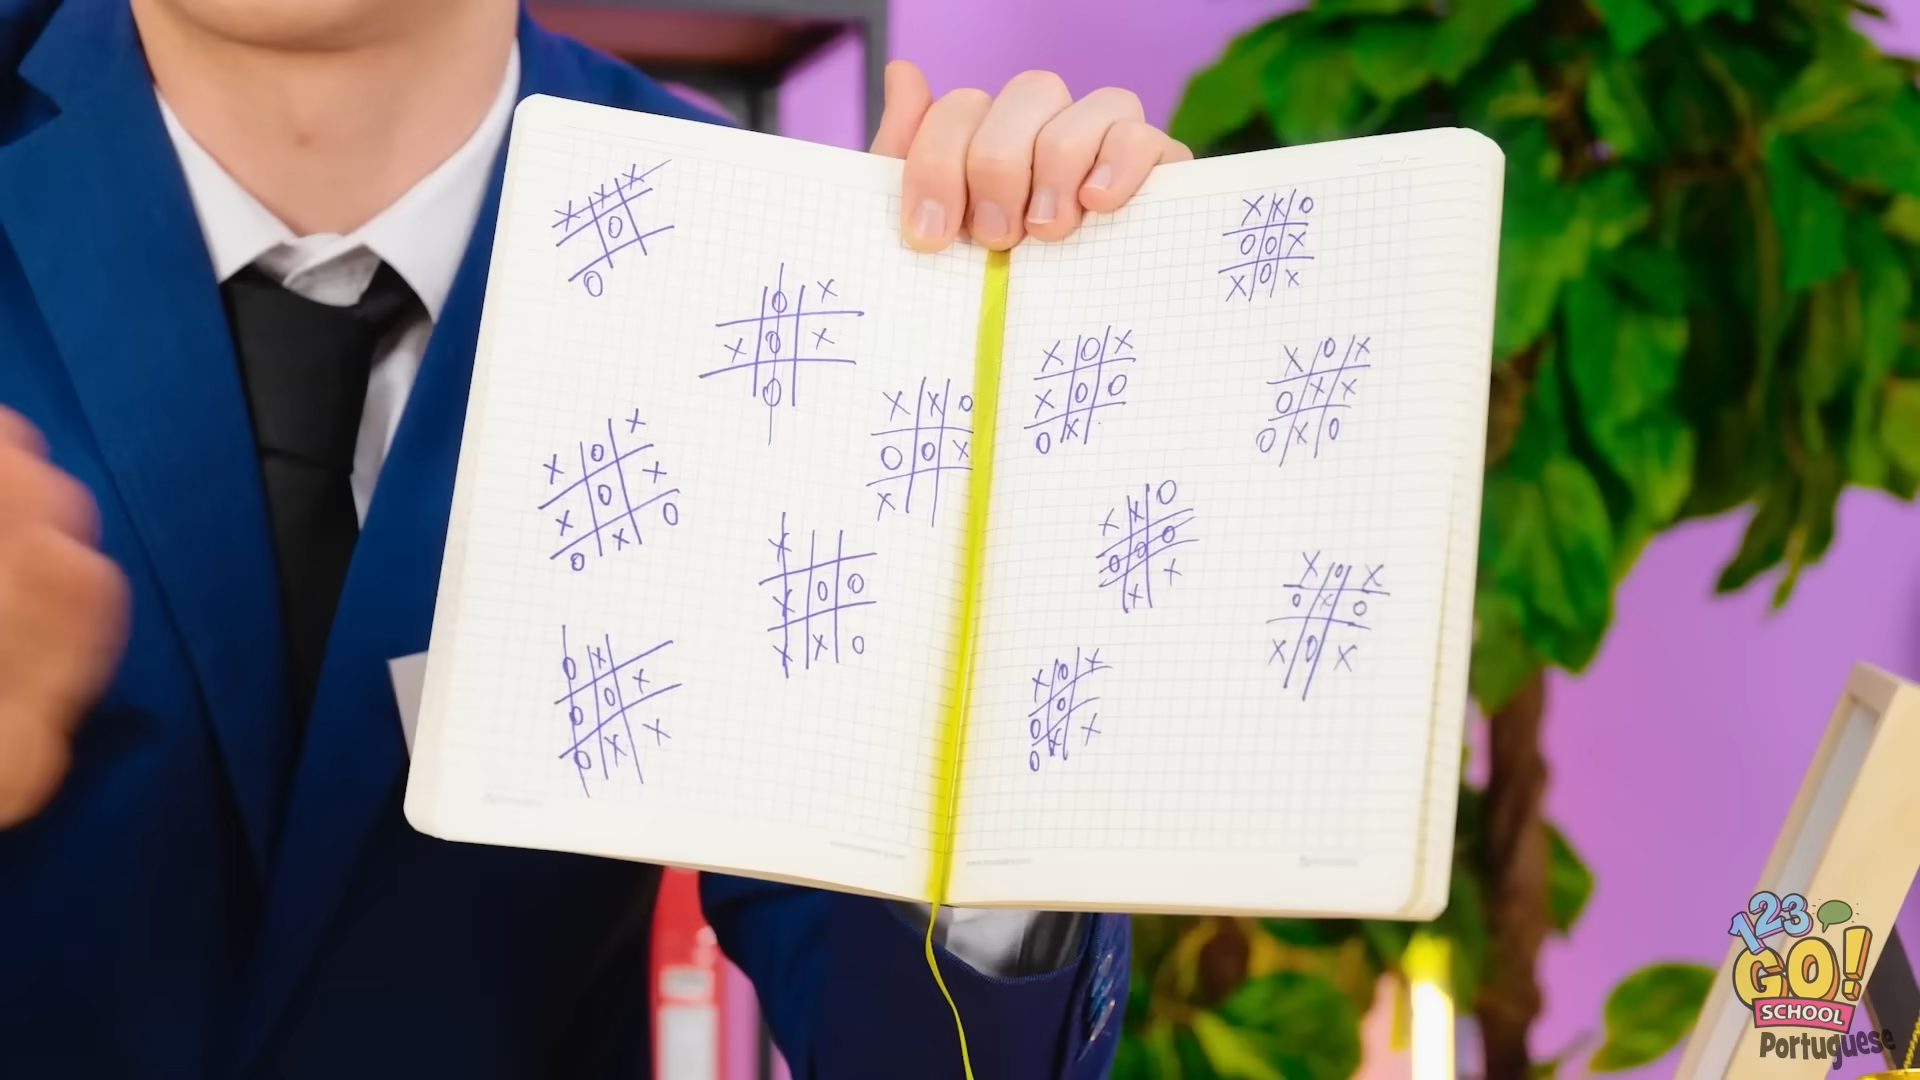 X X X
O
O
O X
X O X
O
X X O
O O X
X
X O X
X O X
O X O
X
X O O
X X O
O X
O O X
O X X
X X O
O O X
X O X
X O X
X O O
O X
X O X
O X X
O X O
X X O
O O O
X X
X O X
O X O
X O X
X O X
O O
O X X
123
GO!
SCHOOL
Portuguese